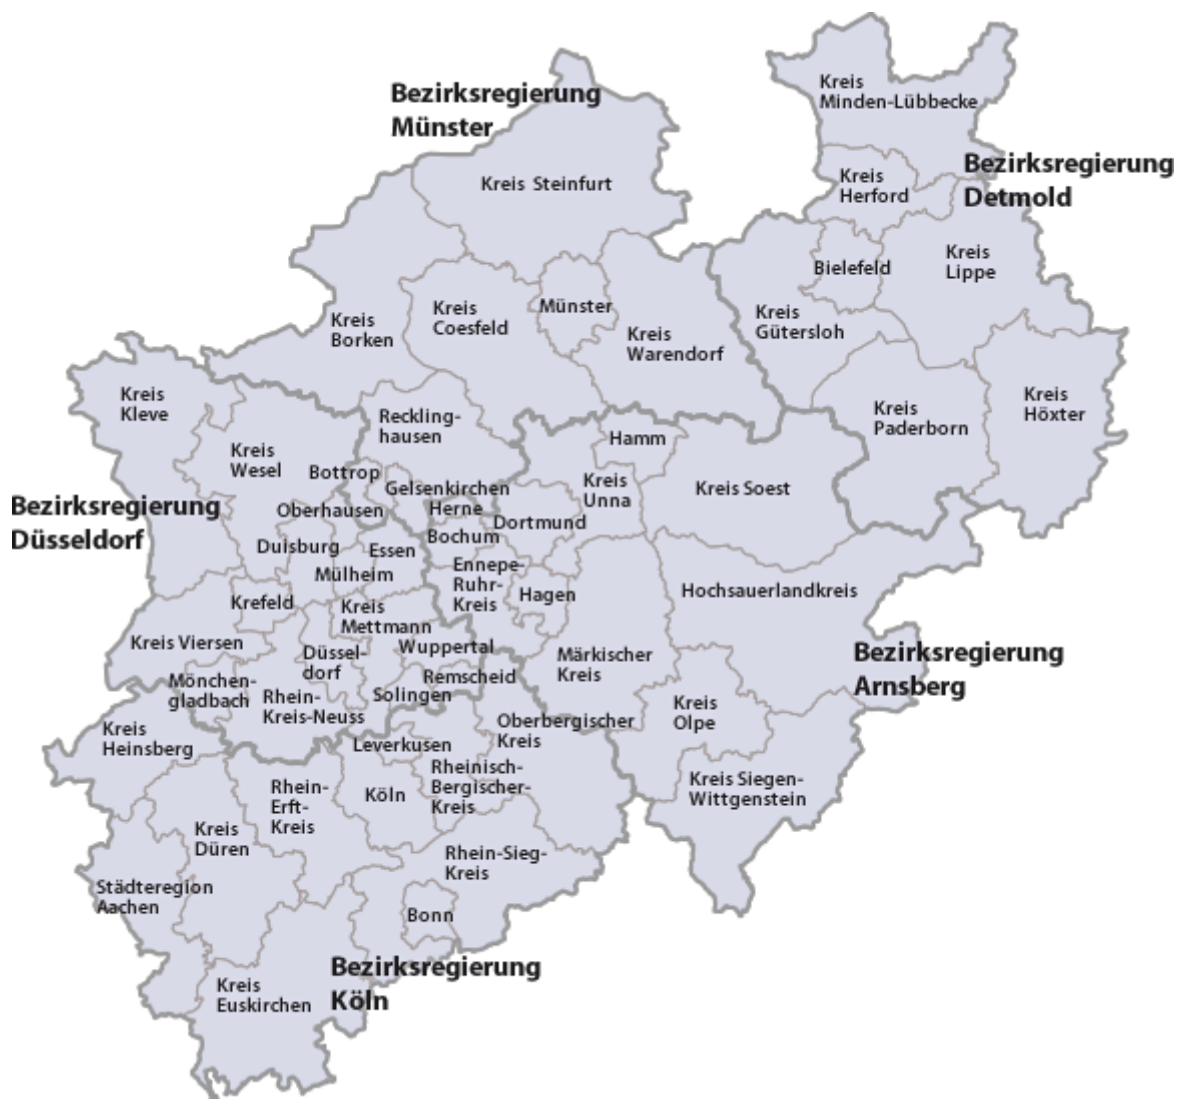 Bezirksregierung
Münster
Kreis
Minden-Lübbecke
Bezirksregierung
Detmold
Kreis
Herford
Kreis Steinfurt
Kreis
Lippe
Bielefeld
Kreis
Gütersloh
Münster
Kreis
Coesfeld
Kreis
Borken
Kreis
Warendorf
Kreis
Kleve
Kreis
Höxter
Kreis
Paderborn
Reckling-
hausen
Hamm
Kreis
Wesel
Bottrop
Gelsenkirchen
Kreis
Unna
Kreis Soest
Bezirksregierung
Düsseldorf
Oberhausen
Herne
Dortmund
Bochum
Duisburg
Essen
Mülheim
Ennepe-
Ruhr-
Kreis
Hagen
Hochsauerlandkreis
Krefeld
Kreis
Mettmann
Kreis Viersen
Wuppertal
Düssel-
dorf
Märkischer
Kreis
Bezirksregierung
Arnsberg
Mönchen-
gladbach
Remscheid
Solingen
Rhein-
Kreis-Neuss
Kreis
Olpe
Oberbergischer
Kreis
Kreis
Heinsberg
Leverkusen
Rheinisch-
Bergischer-
Kreis
Köln
Rhein-
Erft-
Kreis
Kreis Siegen-
Wittgenstein
Kreis
Düren
Rhein-Sieg-
Kreis
Städteregion
Aachen
Bonn
Bezirksregierung
Köln
Kreis
Euskirchen